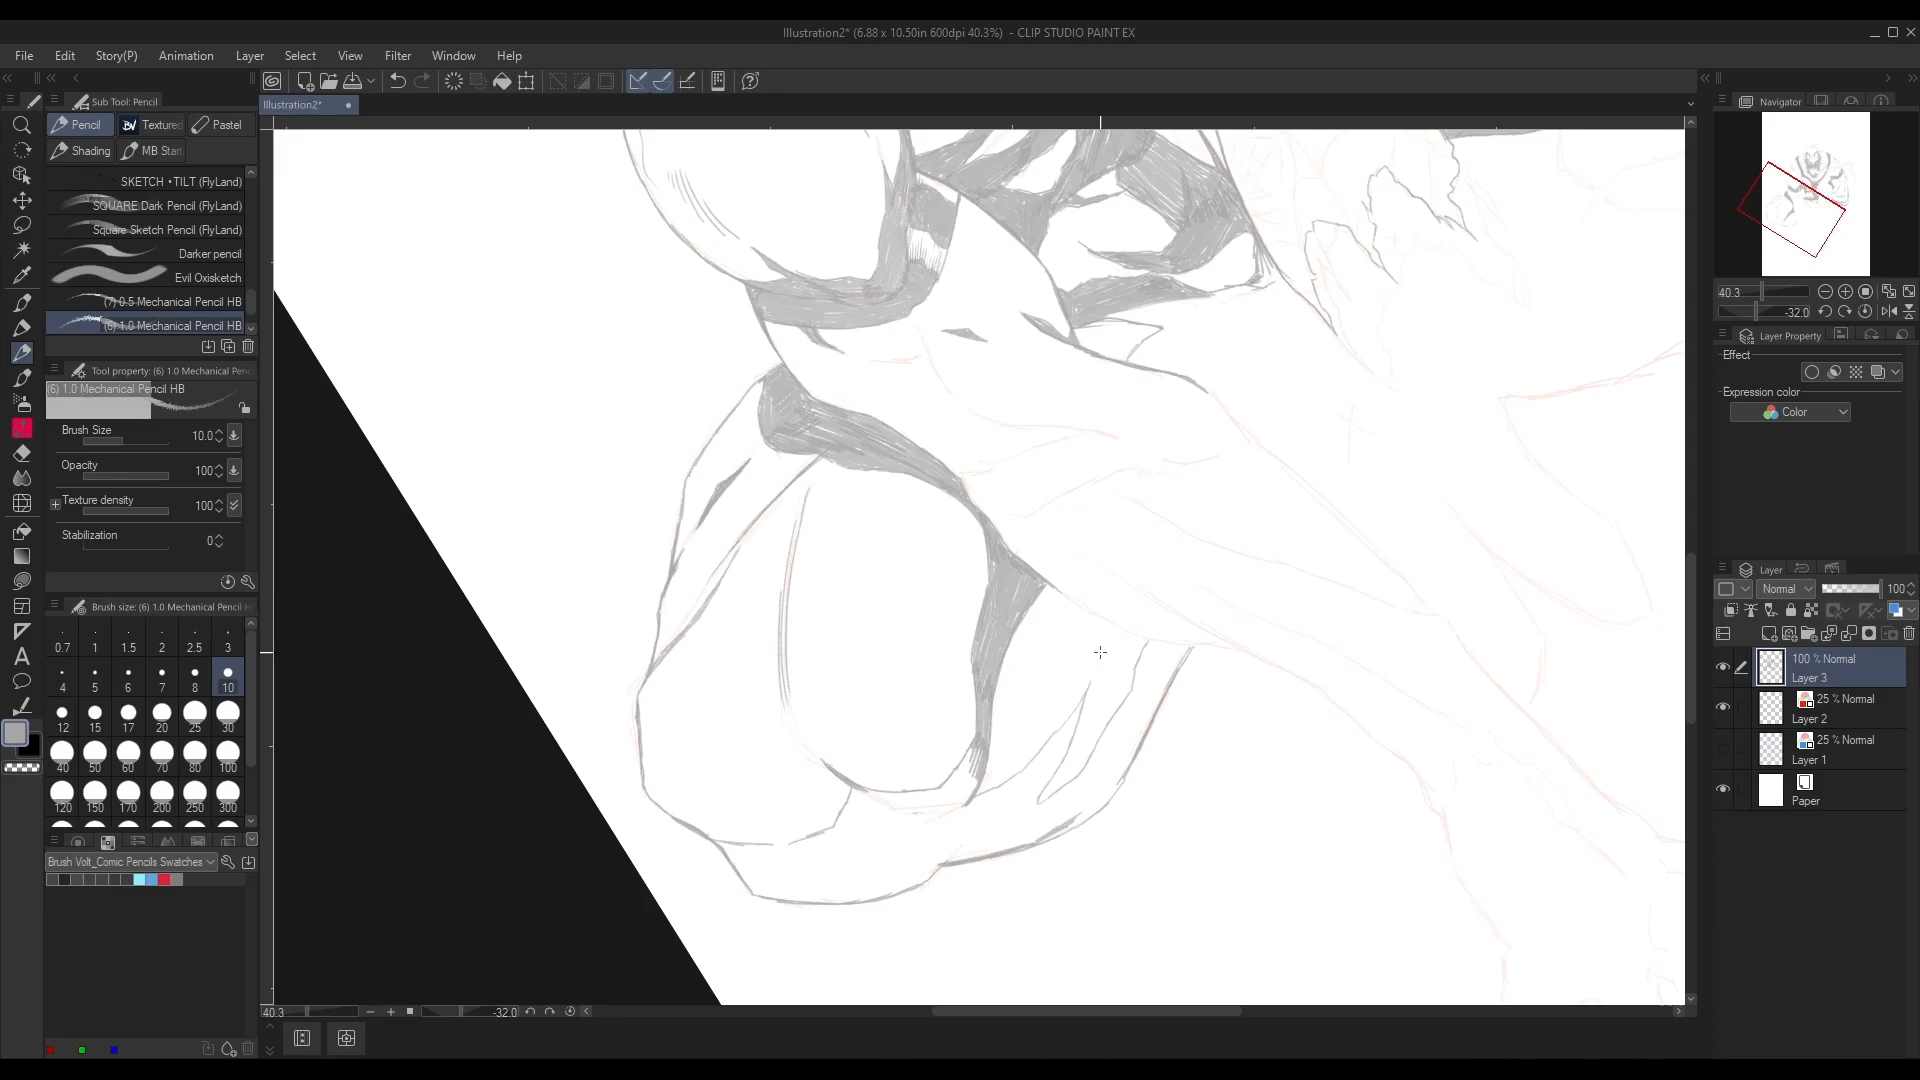 Illustration2* (6.88 x 10.50in 600dpi 40.3%)  - CLIP STUDIO PAINT EX
File Edit Story(P) Animation Layer Select View Filter Window Help
Sub Tool: Pencil
Illustration2*
Navigator
Pencil Textured Pastel
Shading MB Start
SKETCH •TILT (FlyLand)
SQUARE Dark Pencil (FlyLand)
Square Sketch Pencil (FlyLand)
Darker pencil
Evil Oxisketch
(7) 0.5 Mechanical Pencil HB
(6) 1.0 Mechanical Pencil HB
Tool property: (6) 1.0 Mechanical Penc
(6) 1.0 Mechanical Pencil HB
Brush Size 10.0
Opacity 100
Texture density 100
Stabilization 0
Brush size: (6) 1.0 Mechanical Pencil H
0.7 1 1.5 2 2.5 3
4 5 6 7 8 10
12 15 17 20 25 30
40 50 60 70 80 100
120 150 170 200 250 300
Brush Volt_Comic Pencils Swatches
40.3 -32.0
40.3
-32.0
Layer Property
Effect
Expression color
Color
Layer
Normal 100
100 % Normal
Layer 3
25 % Normal
Layer 2
25 % Normal
Layer 1
Paper